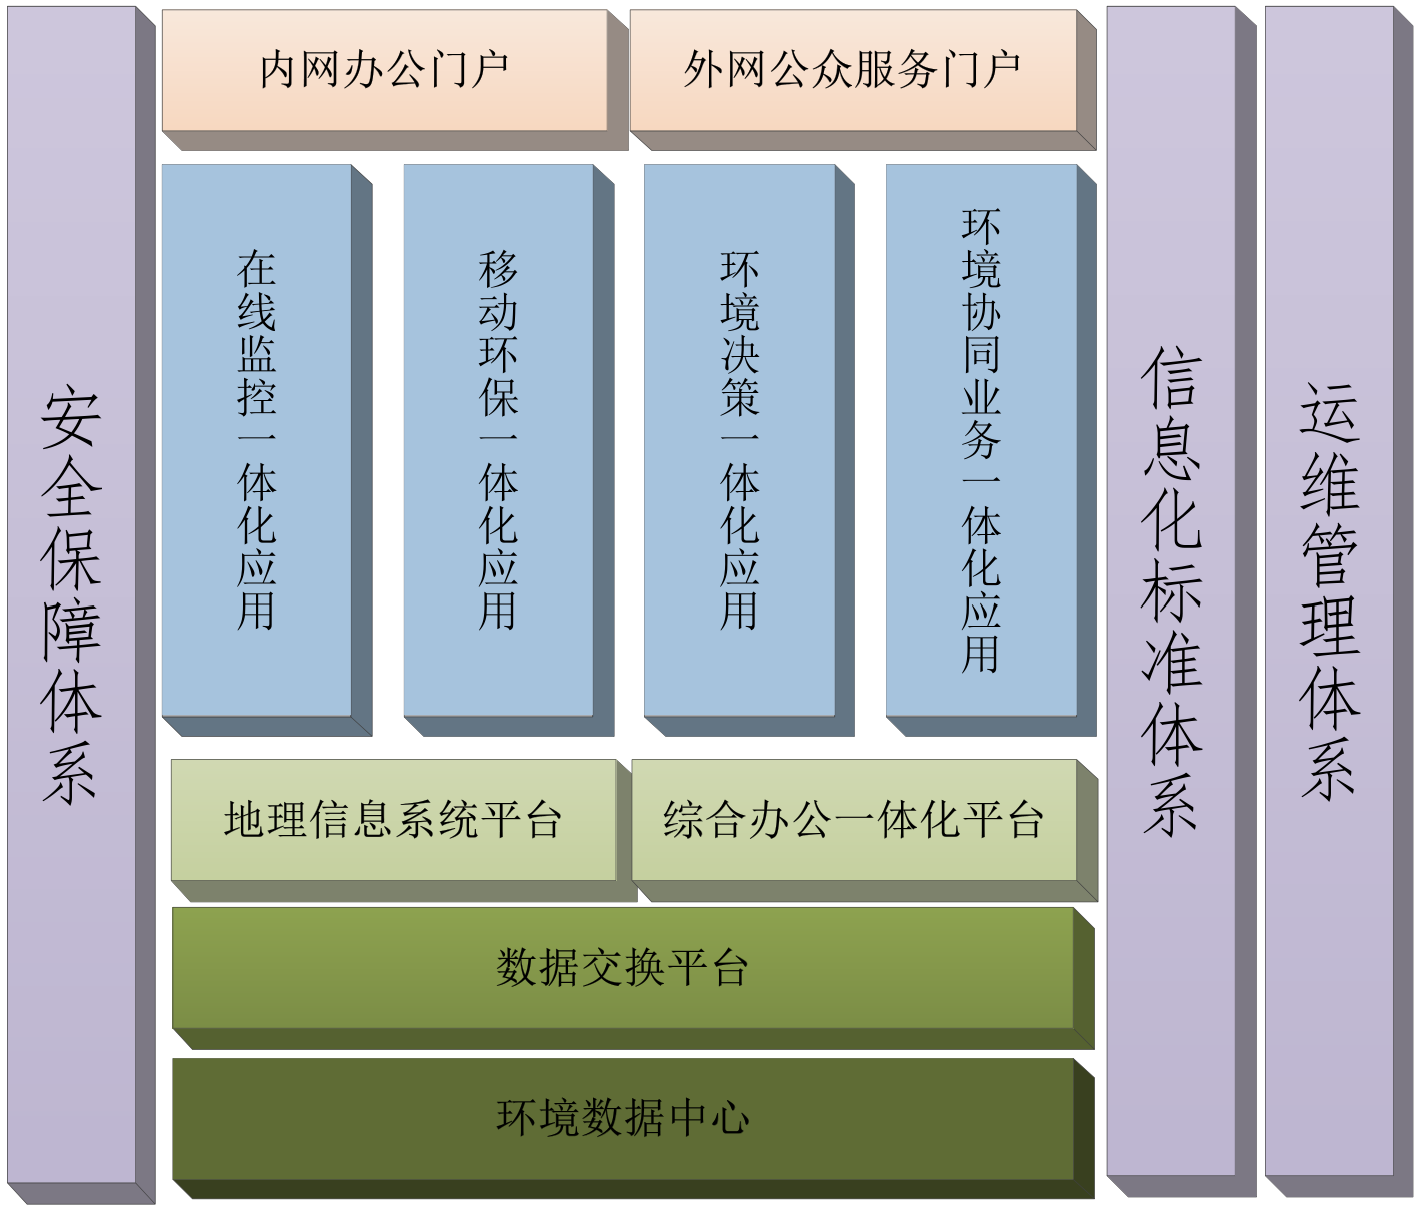 内网办公门户
外网公众服务门户
在线监控一体化应用
移动环保一体化应用
环境决策一体化应用
环境协同业务一体化应用
地理信息系统平台
综合办公一体化平台
数据交换平台
环境数据中心
安全保障体系
信息化标准体系
运维管理体系